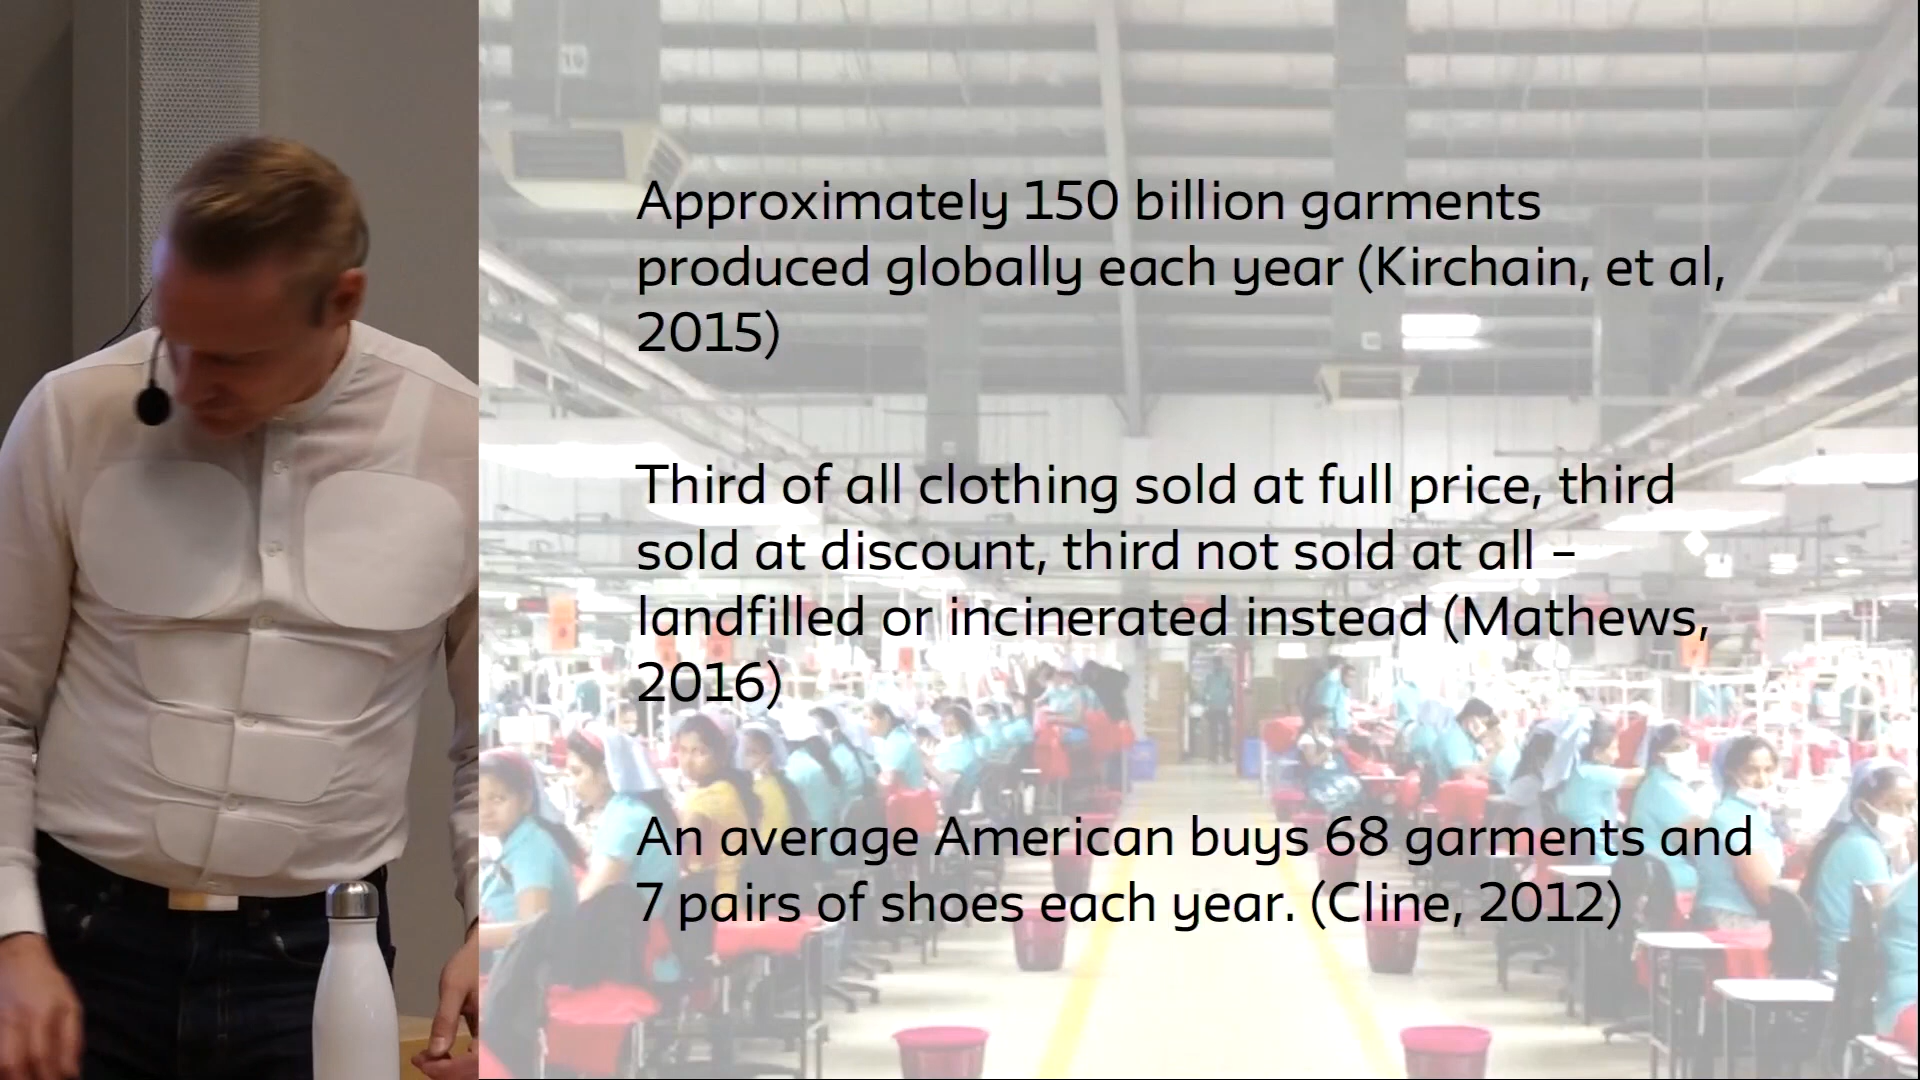 Approximately 150 billion garments
produced globally each year (Kirchain, et al,
2015)
Third of all clothing sold at full price, third
sold at discount, third not sold at all –
landfilled or incinerated instead (Mathews,
2016)
An average American buys 68 garments and
7 pairs of shoes each year. (Cline, 2012)